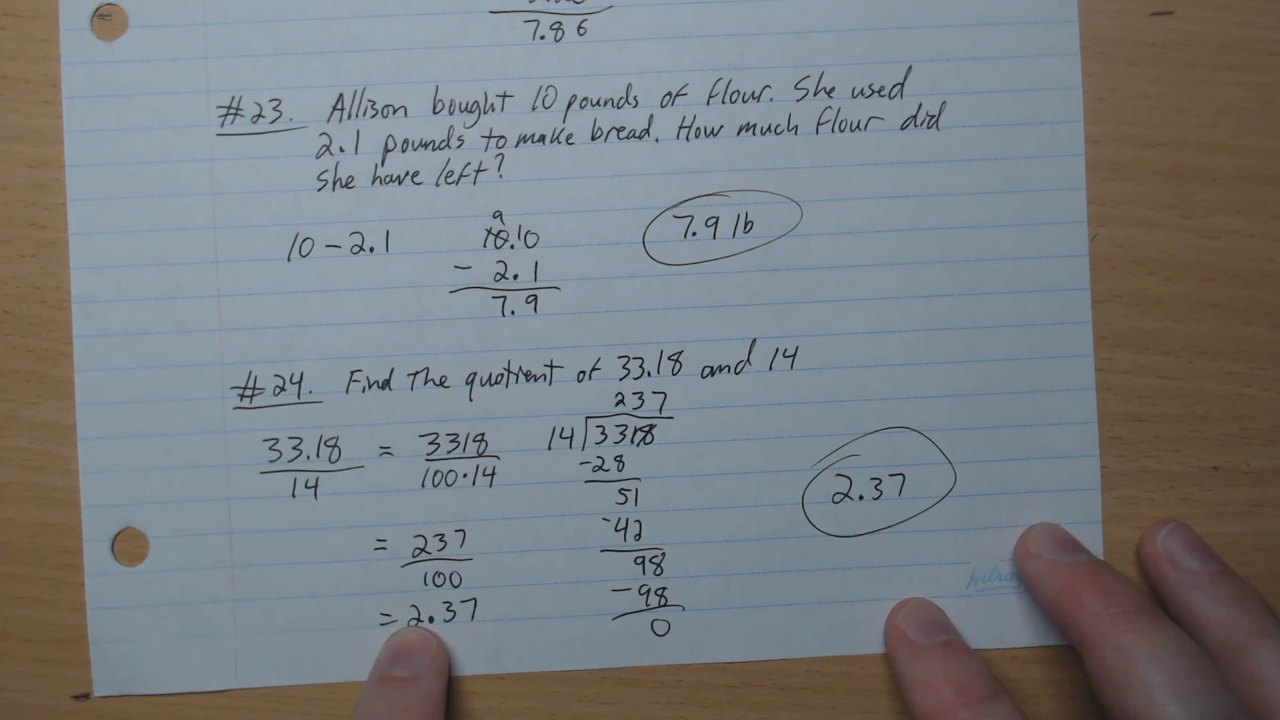 7.86
#23. Allison bought 10 pounds of flour. She used
2.1 pounds to make bread. How much flour did
she have left?
10 - 2.1
9
10.10
- 2.1
7.9
7.9 lb
#24. Find the quotient of 33.18 and 14
33.18 / 14 = 3318 / 100·14
= 237 / 100
= 2.37
237
14 3318
-28
51
-42
98
-98
0
2.37